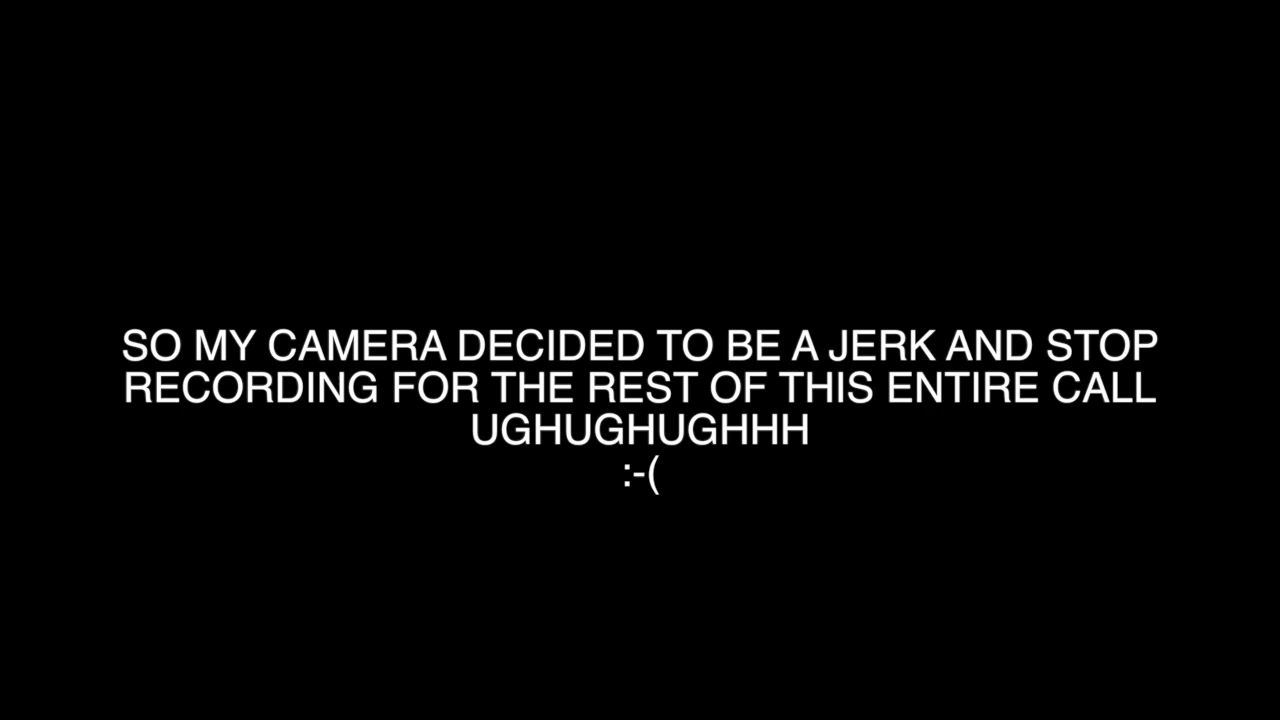 SO MY CAMERA DECIDED TO BE A JERK AND STOP
RECORDING FOR THE REST OF THIS ENTIRE CALL
UGHUGHUGHHH
:-(